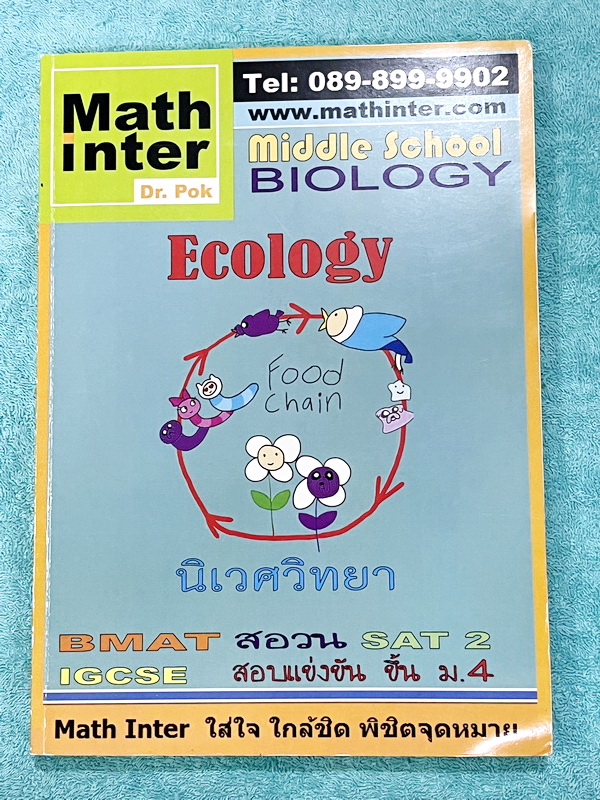 Math
inter
Dr. Pok
Tel: 089-899-9902
www.mathinter.com
Middle School
BIOLOGY
Ecology
Food
chain
นิเวศวิทยา
BMAT สอวน SAT 2
IGCSE สอบแข่งขัน ขึ้น ม.4
Math Inter ใส่ใจ ใกล้ชิด พิชิตจุดหมาย